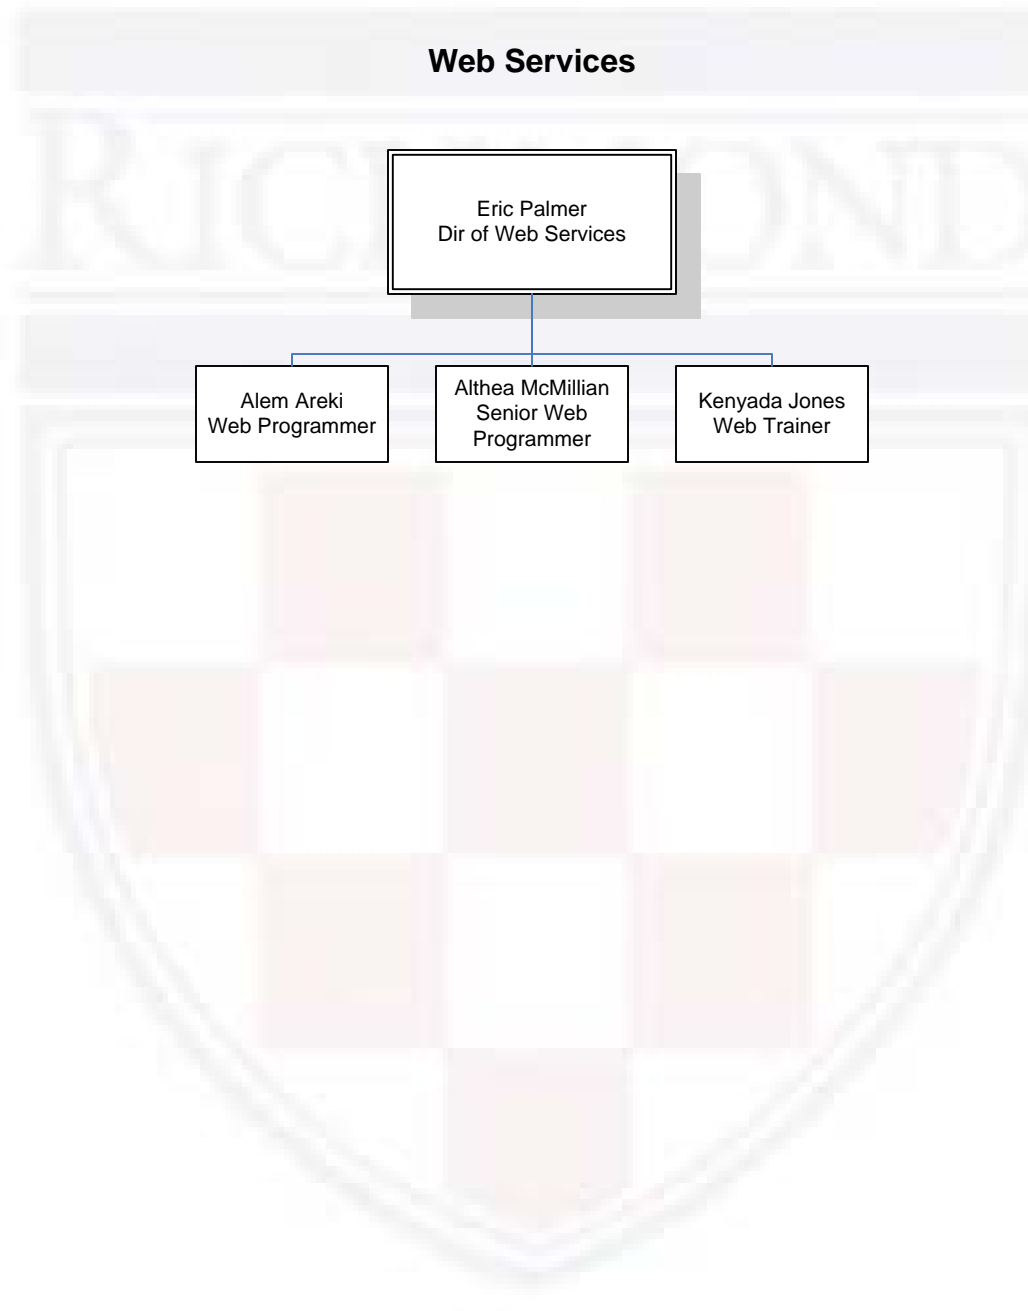 Web Services
RICHMOND
Eric Palmer
Dir of Web Services
Alem Areki
Web Programmer
Althea McMillian
Senior Web
Programmer
Kenyada Jones
Web Trainer